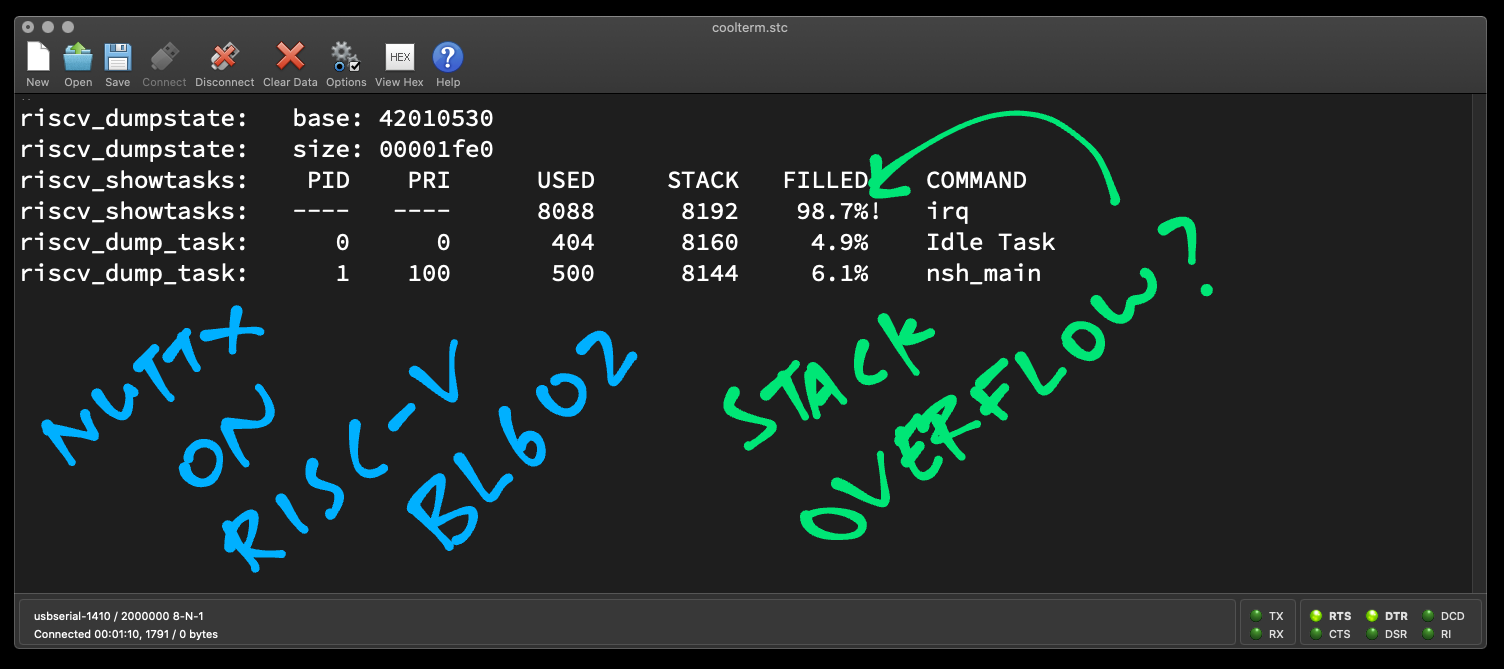 coolterm.stc
New Open Save Connect Disconnect Clear Data Options View Hex HEX Help
riscv_dumpstate:   base: 42010530
riscv_dumpstate:   size: 00001fe0
riscv_showtasks:    PID    PRI      USED     STACK   FILLED    COMMAND
riscv_showtasks:   ----   ----      8088      8192    98.7%!   irq
riscv_dump_task:      0      0       404      8160     4.9%    Idle Task
riscv_dump_task:      1    100       500      8144     6.1%    nsh_main
NUTTX
ON
RISC-V
BL602
STACK
OVERFLOW?
usbserial-1410 / 2000000 8-N-1
Connected 00:01:10, 1791 / 0 bytes
TX RTS DTR DCD
RX CTS DSR RI